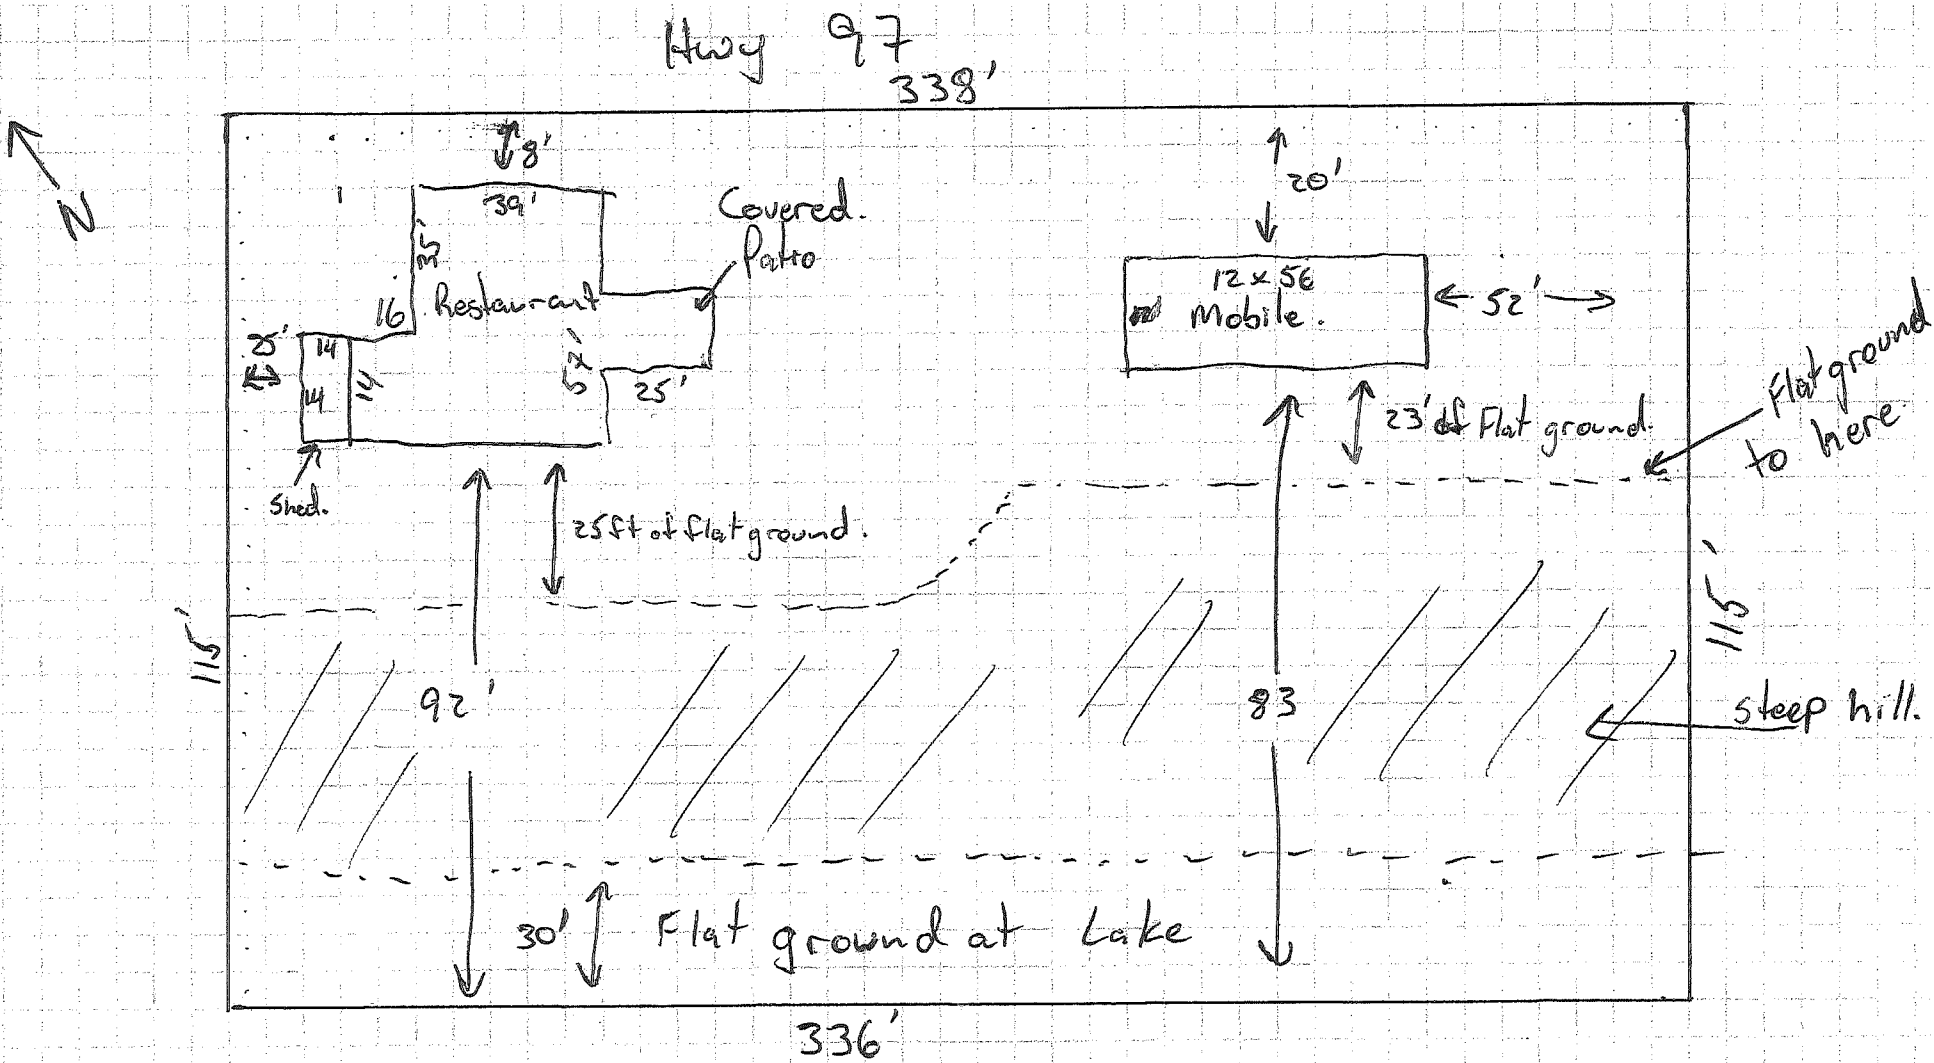 Hwy 97
338'
N
8'
39'
Covered.
Patio
20'
12 x 56
Mobile.
52'
16
Restaurant
25'
14
14
14
25'
Shed.
25ft of flat ground.
23' of Flat ground.
Flat ground
to here.
115'
115'
92'
83
steep hill.
30'
Flat ground at Lake
336'